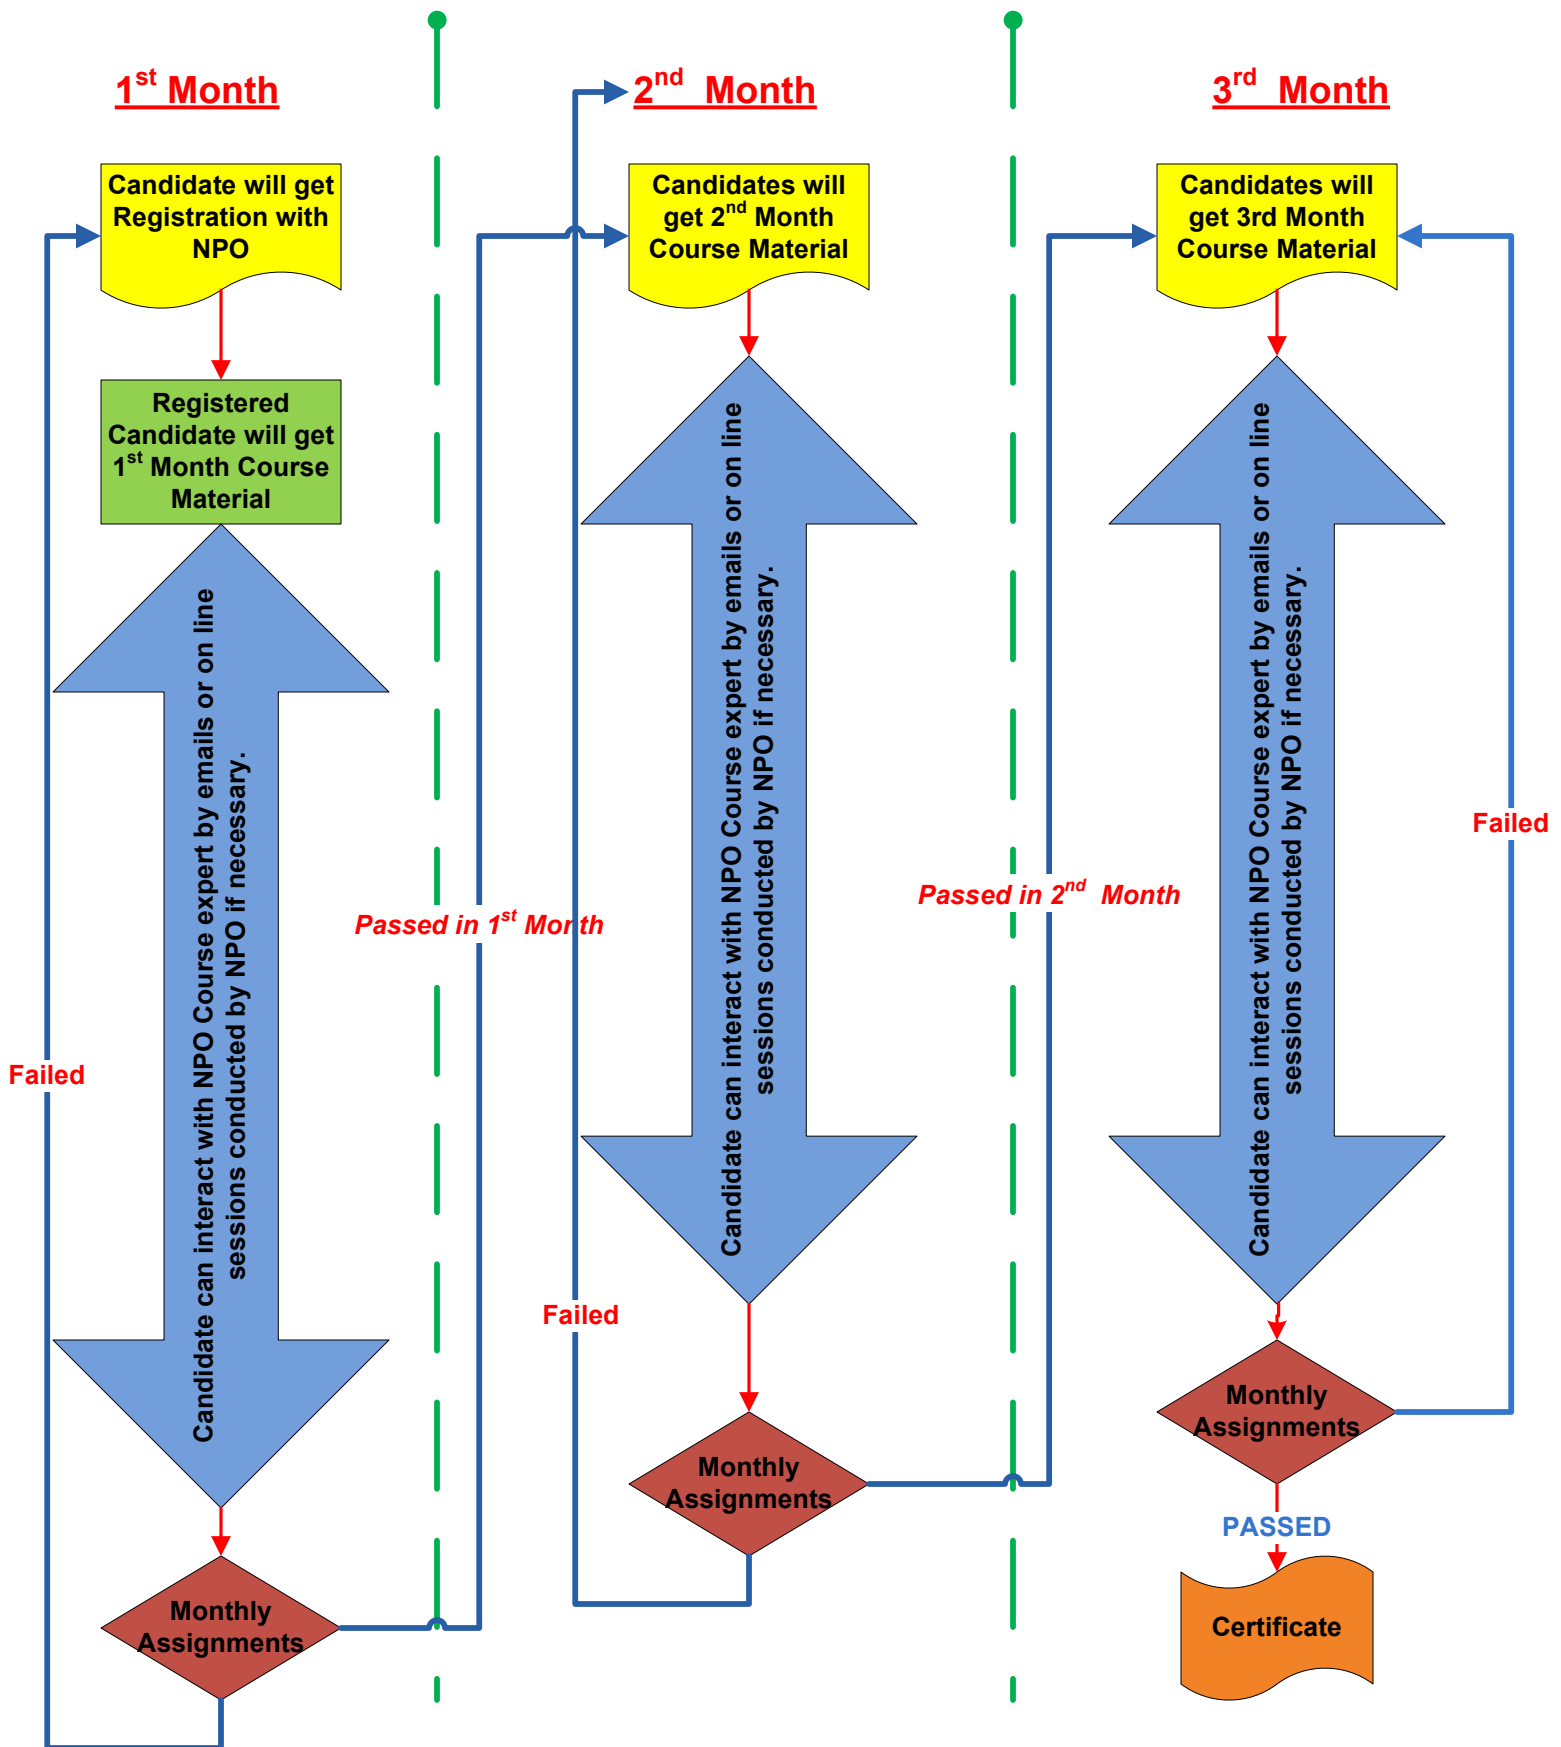 1st Month
Candidate will get
Registration with
NPO
Registered
Candidate will get
1st Month Course
Material
Candidate can interact with NPO Course expert by emails or on line
sessions conducted by NPO if necessary.
Failed
Monthly
Assignments
Passed in 1st Month
2nd Month
Candidates will
get 2nd Month
Course Material
Candidate can interact with NPO Course expert by emails or on line
sessions conducted by NPO if necessary.
Failed
Monthly
Assignments
Passed in 2nd Month
3rd Month
Candidates will
get 3rd Month
Course Material
Candidate can interact with NPO Course expert by emails or on line
sessions conducted by NPO if necessary.
Failed
Monthly
Assignments
PASSED
Certificate